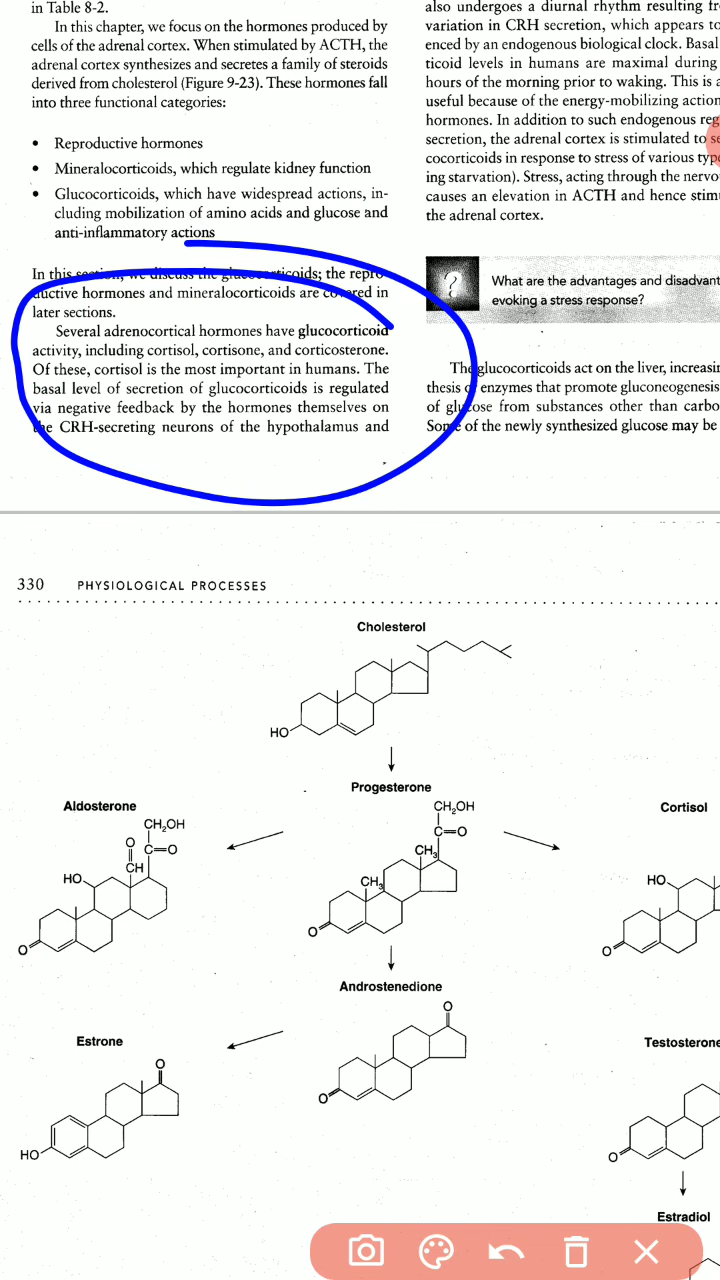 in Table 8-2.
In this chapter, we focus on the hormones produced by
cells of the adrenal cortex. When stimulated by ACTH, the
adrenal cortex synthesizes and secretes a family of steroids
derived from cholesterol (Figure 9-23). These hormones fall
into three functional categories:
• Reproductive hormones
• Mineralocorticoids, which regulate kidney function
• Glucocorticoids, which have widespread actions, in-
cluding mobilization of amino acids and glucose and
anti-inflammatory actions
In this section, we discuss the glucocorticoids; the repro-
ductive hormones and mineralocorticoids are covered in
later sections.
Several adrenocortical hormones have glucocorticoid
activity, including cortisol, cortisone, and corticosterone.
Of these, cortisol is the most important in humans. The
basal level of secretion of glucocorticoids is regulated
via negative feedback by the hormones themselves on
the CRH-secreting neurons of the hypothalamus and
also undergoes a diurnal rhythm resulting
variation in CRH secretion, which appears to
enced by an endogenous biological clock. Basal
ticoid levels in humans are maximal during
hours of the morning prior to waking. This is
useful because of the energy-mobilizing
hormones. In addition to such endogenous
secretion, the adrenal cortex is stimulated to
cocorticoids in response to stress of various
ing starvation). Stress, acting through the
causes an elevation in ACTH and hence
the adrenal cortex.
?
What are the advantages and
evoking a stress response?
The glucocorticoids act on the liver,
thesis of enzymes that promote gluconeogenesis
of glucose from substances other than
Some of the newly synthesized glucose may be
330 PHYSIOLOGICAL PROCESSES
Cholesterol
HO
Progesterone
Aldosterone
Cortisol
CH₂OH
C=O
CH₃
CH₃
O
CH₂OH
O C=O
CH
HO
O
HO
O
Androstenedione
O
O
Estrone
O
HO
Testosterone
O
Estradiol